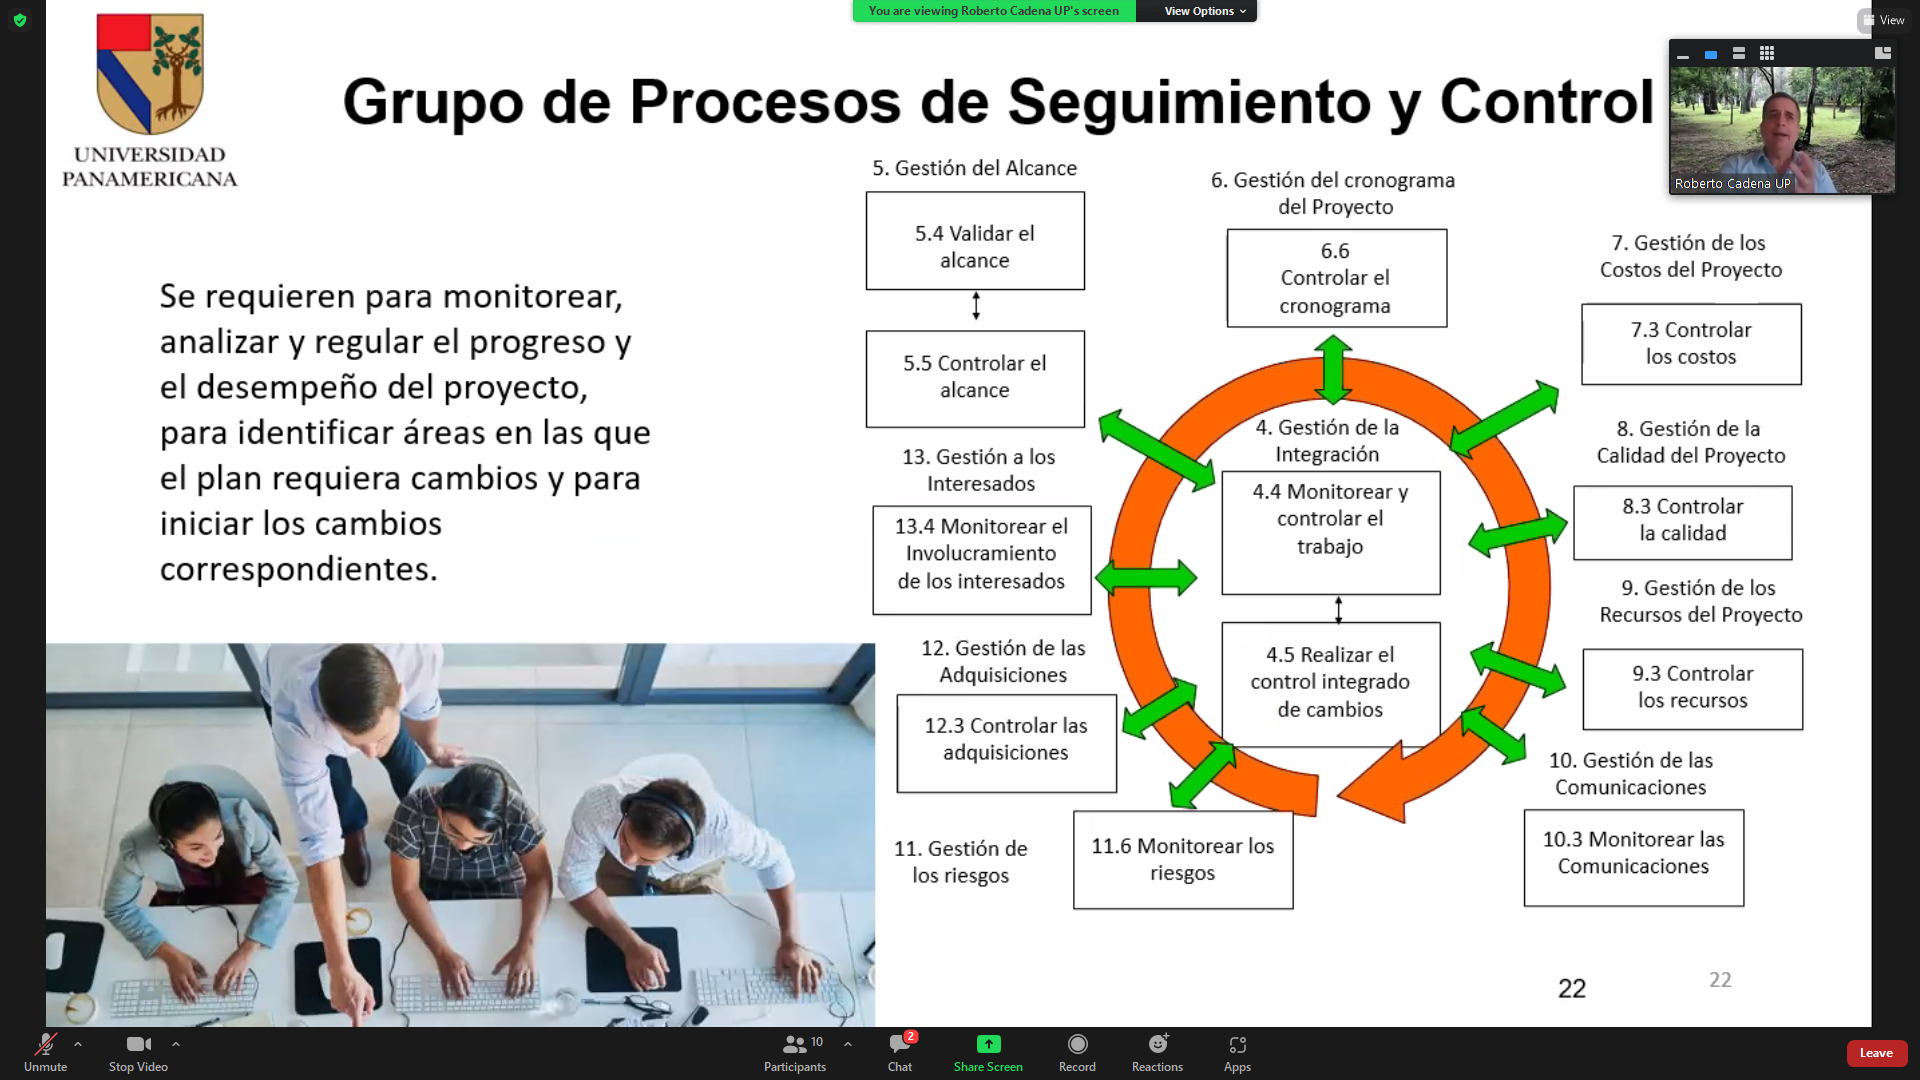 You are viewing Roberto Cadena UP's screen
View Options
View
UNIVERSIDAD
PANAMERICANA
Grupo de Procesos de Seguimiento y Control
Roberto Cadena UP
Se requieren para monitorear,
analizar y regular el progreso y
el desempeño del proyecto,
para identificar áreas en las que
el plan requiera cambios y para
iniciar los cambios
correspondientes.
5. Gestión del Alcance
5.4 Validar el
alcance
5.5 Controlar el
alcance
6. Gestión del cronograma
del Proyecto
6.6
Controlar el
cronograma
7. Gestión de los
Costos del Proyecto
7.3 Controlar
los costos
8. Gestión de la
Calidad del Proyecto
8.3 Controlar
la calidad
9. Gestión de los
Recursos del Proyecto
9.3 Controlar
los recursos
10. Gestión de las
Comunicaciones
10.3 Monitorear las
Comunicaciones
4. Gestión de la
Integración
4.4 Monitorear y
controlar el
trabajo
4.5 Realizar el
control integrado
de cambios
13. Gestión a los
Interesados
13.4 Monitorear el
Involucramiento
de los interesados
12. Gestión de las
Adquisiciones
12.3 Controlar las
adquisiciones
11. Gestión de
los riesgos
11.6 Monitorear los
riesgos
22
22
Unmute
Stop Video
10
Participants
2
Chat
Share Screen
Record
Reactions
Apps
Leave